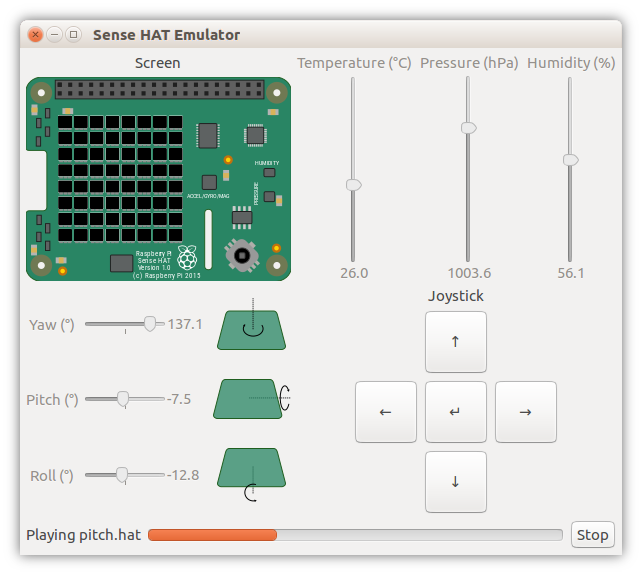 Sense HAT Emulator
Screen
Temperature (°C)
Pressure (hPa)
Humidity (%)
HUMIDITY
PRESSURE
ACCEL/GYRO/MAG
Raspberry Pi
Sense HAT
Version 1.0
(c) Raspberry Pi 2015
26.0
1003.6
56.1
Joystick
Yaw (°)
137.1
↑
Pitch (°)
-7.5
← ↵ →
Roll (°)
-12.8
↓
Playing pitch.hat
Stop